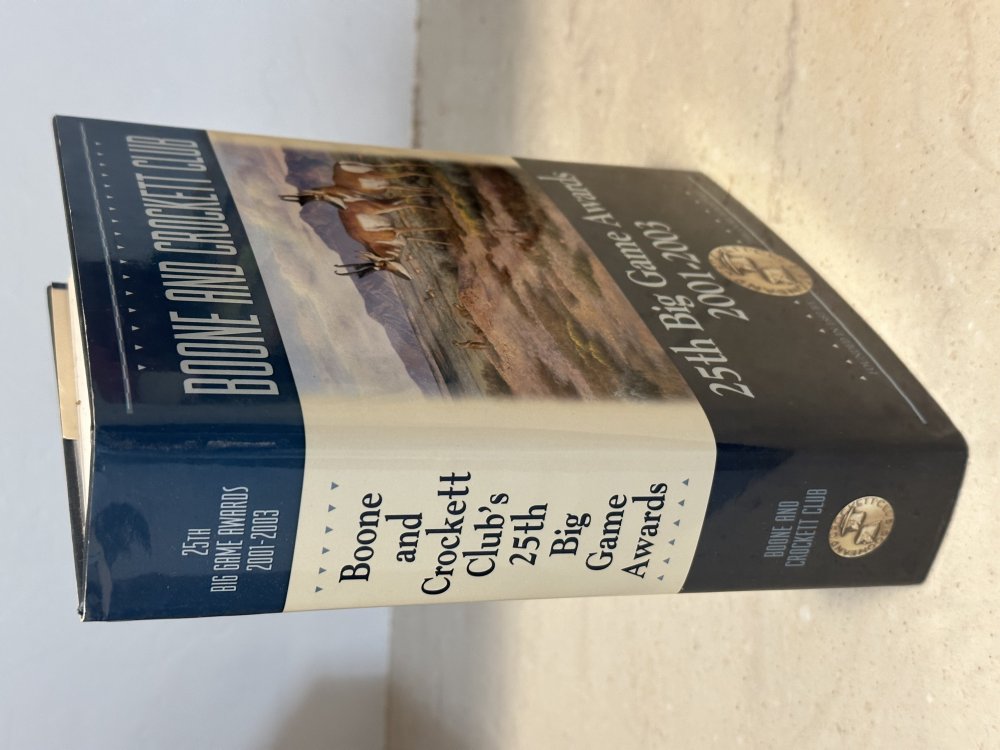 25TH
BIG GAME AWARDS
2001-2003
Boone
and
Crockett
Club's
25th
Big
Game
Awards
BOONE AND
CROCKETT CLUB
BOONE AND CROCKETT CLUB
25th Big Game Awards
2001-2003